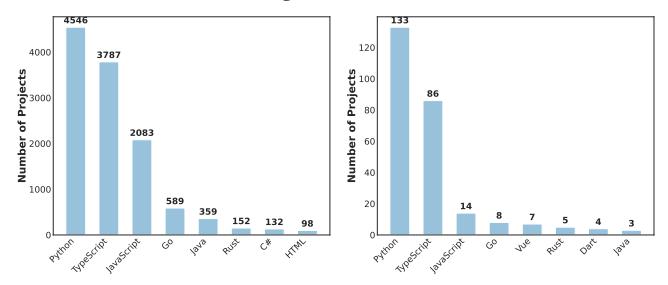 4546
3787
2083
589
359
152
132
98
4000
3000
2000
1000
0
Number of Projects
Python
TypeScript
JavaScript
Go
Java
Rust
C#
HTML
133
86
14
8
7
5
4
3
120
100
80
60
40
20
0
Number of Projects
Python
TypeScript
JavaScript
Go
Vue
Rust
Dart
Java